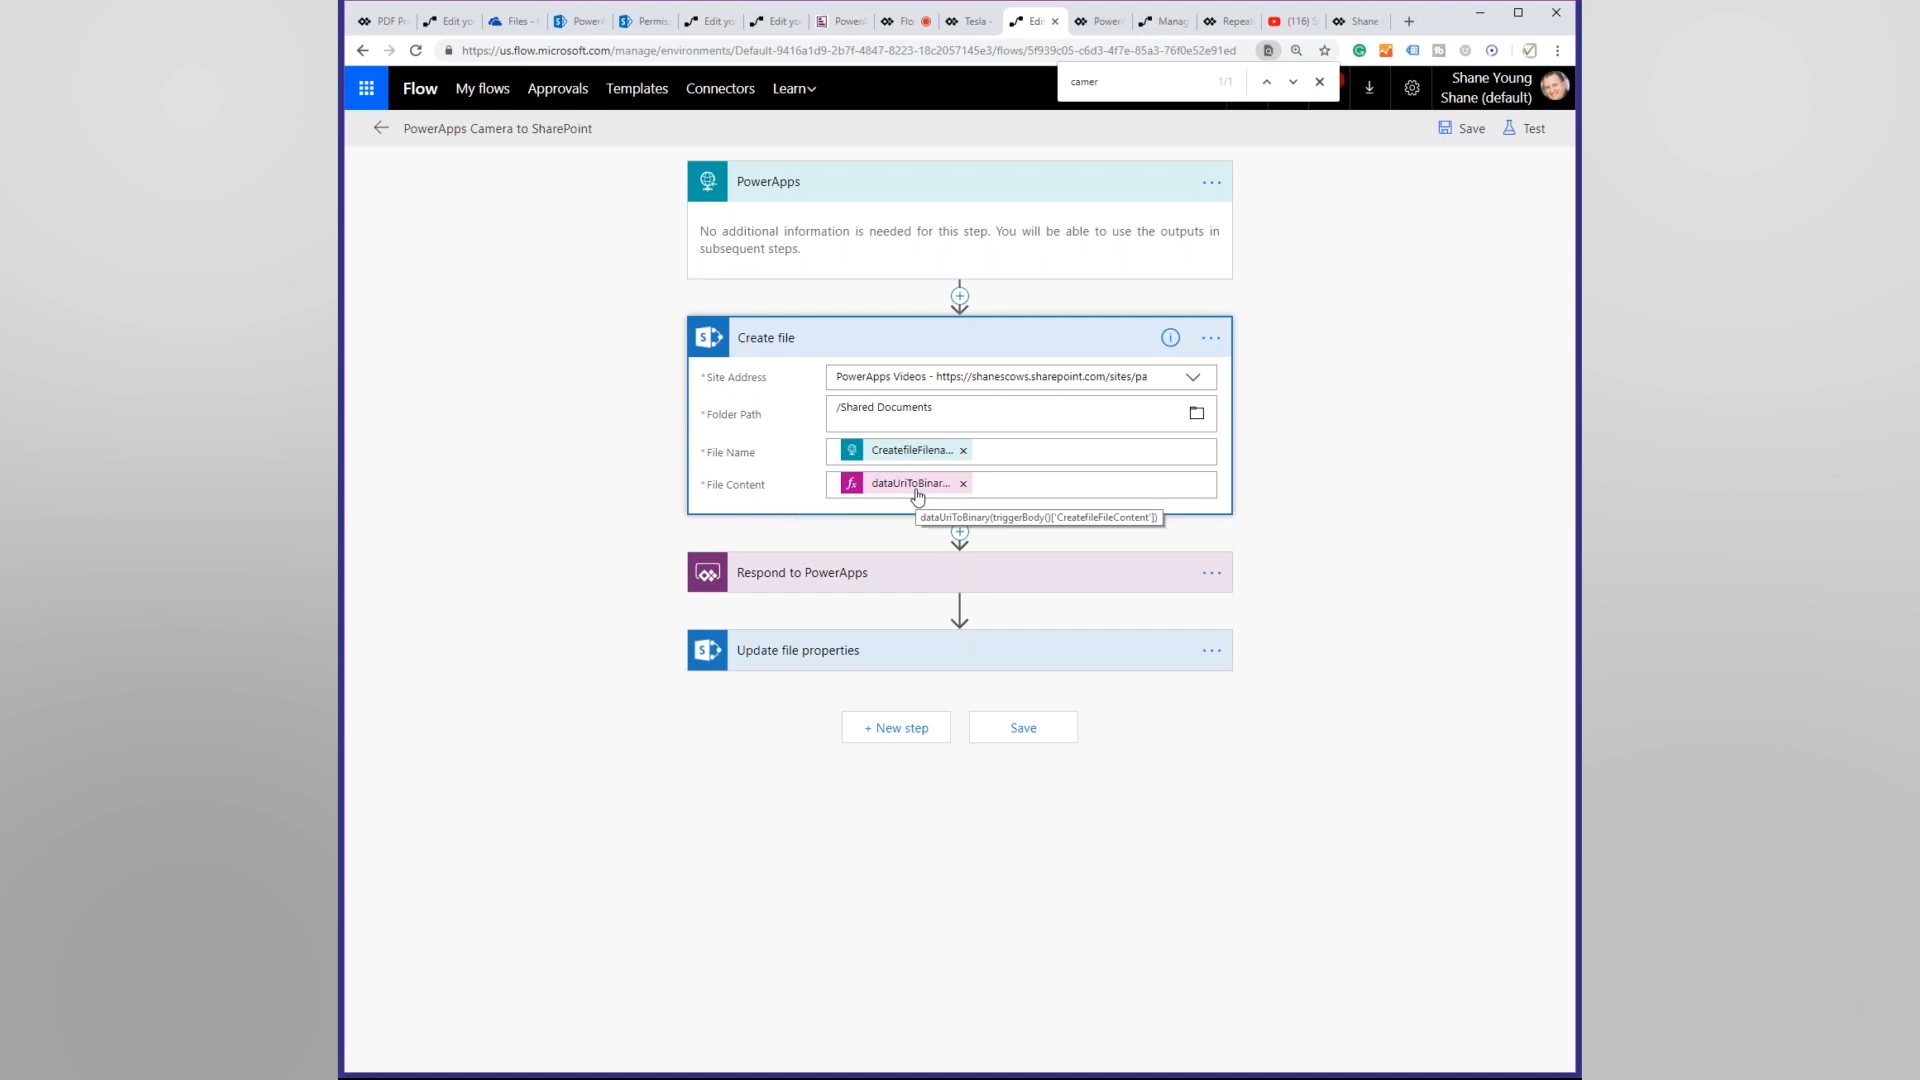 PDF Pr
Edit yo
Files -
PowerA
Permis
Edit yo
Edit yo
PowerA
Flo
Tesla -
Edi
PowerA
Manag
Repeat
(116) S
Shane
https://us.flow.microsoft.com/manage/environments/Default-9416a1d9-2b7f-4847-8223-18c2057145e3/flows/5f939c05-c6d3-4f7e-85a3-76f0e52e91ed
camer 1/1
Flow My flows Approvals Templates Connectors Learn
Shane Young
Shane (default)
PowerApps Camera to SharePoint
Save Test
PowerApps
No additional information is needed for this step. You will be able to use the outputs in
subsequent steps.
Create file
* Site Address PowerApps Videos - https://shanescows.sharepoint.com/sites/pa
* Folder Path /Shared Documents
* File Name CreatefileFilena...
* File Content dataUriToBinar...
dataUriToBinary(triggerBody()['CreatefileFileContent'])
Respond to PowerApps
Update file properties
+ New step Save